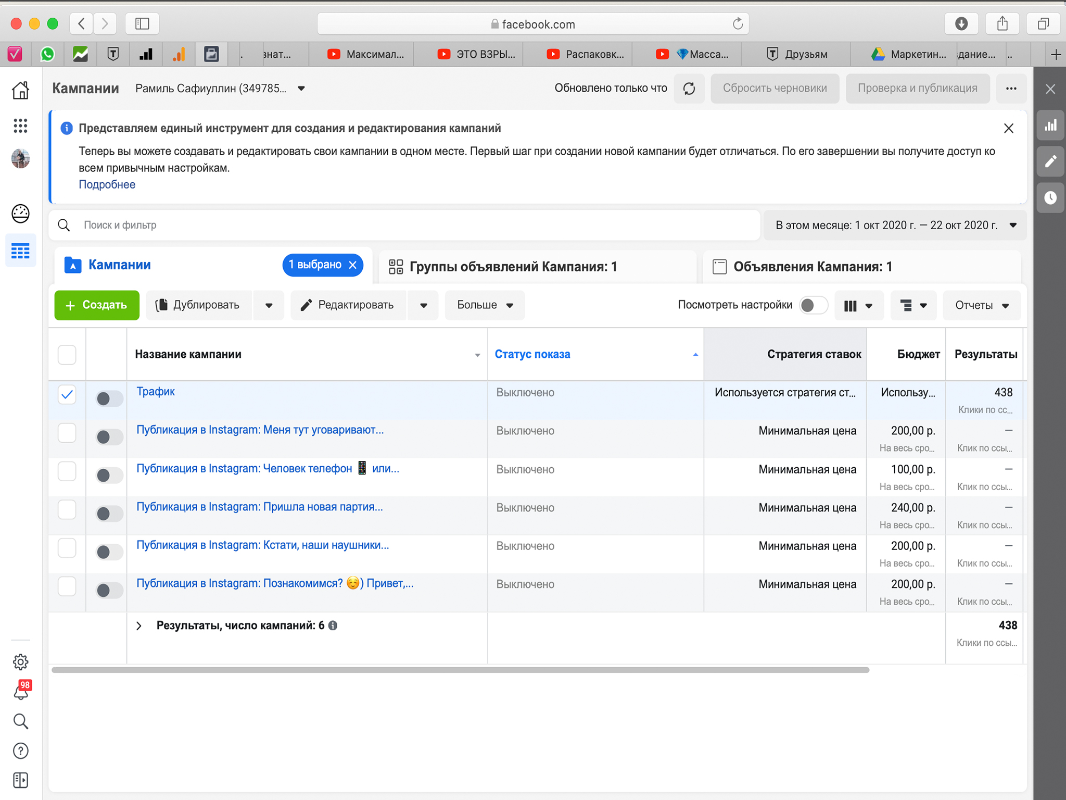 facebook.com
.
знат...
Максимал...
ЭТО ВЗРЫ...
Распаковк...
💎Масса...
Друзьям
Маркетин...
дание...
..
Кампании
Рамиль Сафиуллин (349785...
Обновлено только что
Сбросить черновики
Проверка и публикация
Представляем единый инструмент для создания и редактирования кампаний
Теперь вы можете создавать и редактировать свои кампании в одном месте. Первый шаг при создании новой кампании будет отличаться. По его завершении вы получите доступ ко
всем привычным настройкам.
Подробнее
Поиск и фильтр
В этом месяце: 1 окт 2020 г. — 22 окт 2020 г.
Кампании
1 выбрано
Группы объявлений Кампания: 1
Объявления Кампания: 1
+ Создать
Дублировать
Редактировать
Больше
Посмотреть настройки
Отчеты
Название кампании
Статус показа
Стратегия ставок
Бюджет
Результаты
Трафик
Выключено
Используется стратегия ст...
Использу...
438
Клики по сс...
Публикация в Instagram: Меня тут уговаривают...
Выключено
Минимальная цена
200,00 р.
—
На весь сро...
Клик по ссы...
Публикация в Instagram: Человек телефон 📱 или...
Выключено
Минимальная цена
100,00 р.
—
На весь сро...
Клик по ссы...
Публикация в Instagram: Пришла новая партия...
Выключено
Минимальная цена
240,00 р.
—
На весь сро...
Клик по ссы...
Публикация в Instagram: Кстати, наши наушники...
Выключено
Минимальная цена
200,00 р.
—
На весь сро...
Клик по ссы...
Публикация в Instagram: Познакомимся? 😚) Привет,...
Выключено
Минимальная цена
200,00 р.
—
На весь сро...
Клик по ссы...
Результаты, число кампаний: 6
438
Клики по ссы...
98